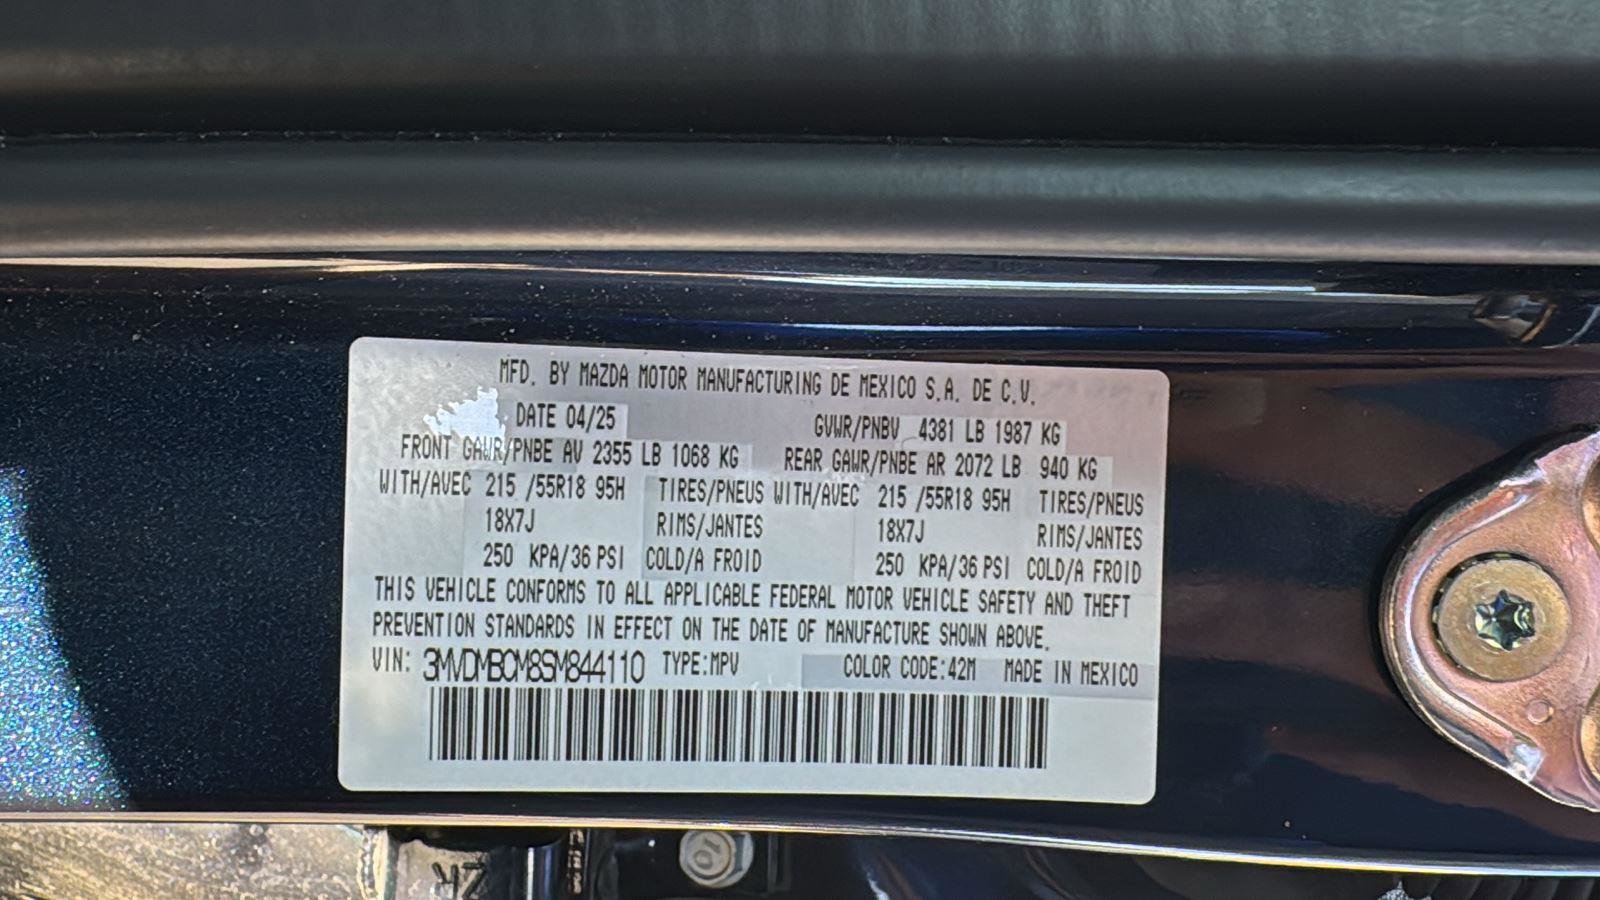 MFD. BY MAZDA MOTOR MANUFACTURING DE MEXICO S.A. DE C.V.
DATE 04/25 GVWR/PNBV 4381 LB 1987 KG
FRONT GAWR/PNBE AV 2355 LB 1068 KG REAR GAWR/PNBE AR 2072 LB 940 KG
WITH/AVEC 215 /55R18 95H TIRES/PNEUS WITH/AVEC 215 /55R18 95H TIRES/PNEUS
18X7J RIMS/JANTES 18X7J RIMS/JANTES
250 KPA/36 PSI COLD/A FROID 250 KPA/36 PSI COLD/A FROID
THIS VEHICLE CONFORMS TO ALL APPLICABLE FEDERAL MOTOR VEHICLE SAFETY AND THEFT
PREVENTION STANDARDS IN EFFECT ON THE DATE OF MANUFACTURE SHOWN ABOVE.
VIN: 3MVDMBCM8SM844110 TYPE:MPV COLOR CODE:42M MADE IN MEXICO
10